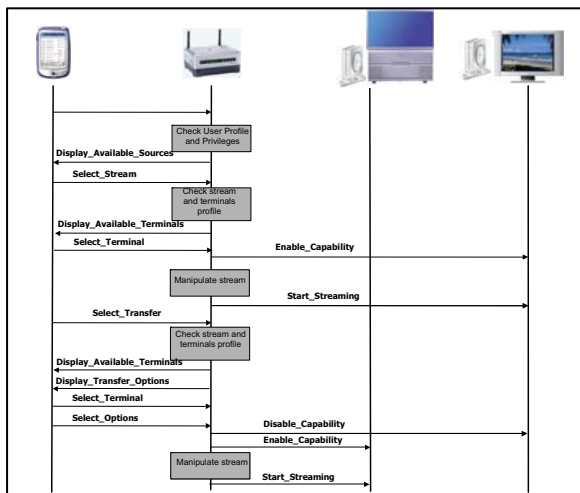 Check User Profile
and Privileges
Display_Available_Sources
Select_Stream
Check stream
and terminals
profile
Display_Available_Terminals
Select_Terminal
Enable_Capability
Manipulate stream
Start_Streaming
Select_Transfer
Check stream and
terminals profile
Display_Available_Terminals
Display_Transfer_Options
Select_Terminal
Select_Options
Disable_Capability
Enable_Capability
Manipulate stream
Start_Streaming